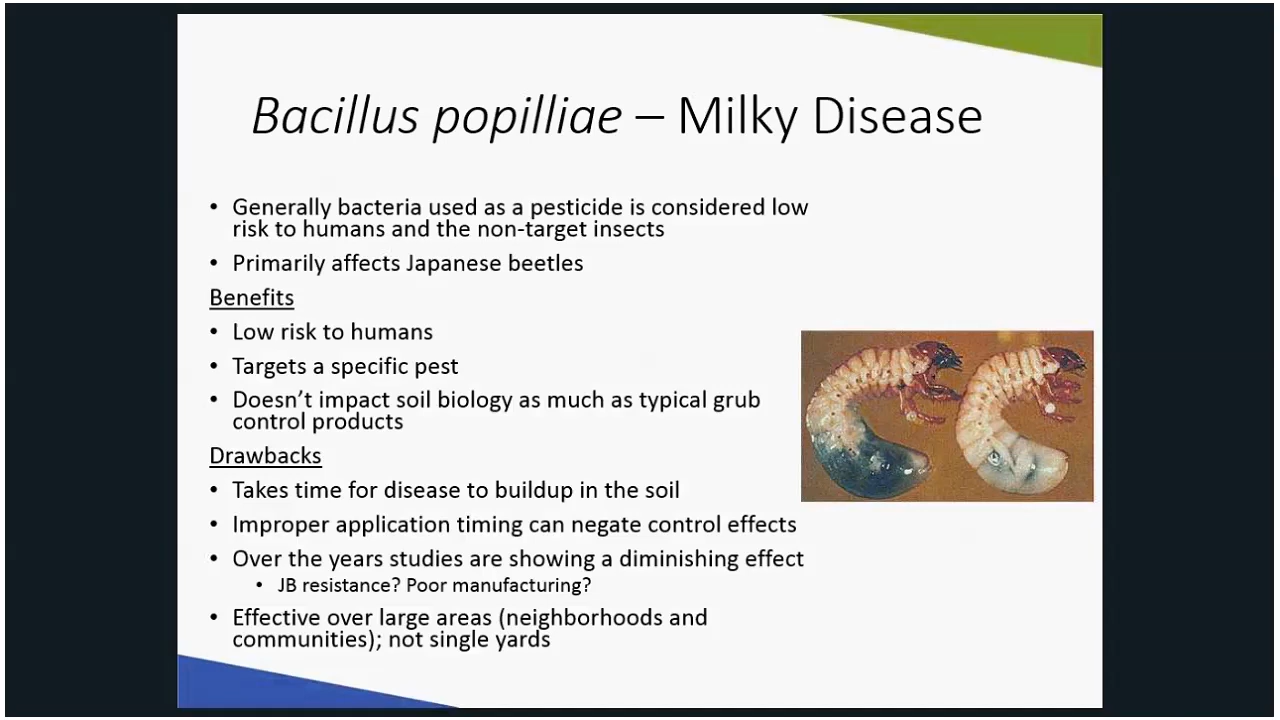 Bacillus popilliae – Milky Disease
• Generally bacteria used as a pesticide is considered low
risk to humans and the non-target insects
• Primarily affects Japanese beetles
Benefits
• Low risk to humans
• Targets a specific pest
• Doesn’t impact soil biology as much as typical grub
control products
Drawbacks
• Takes time for disease to buildup in the soil
• Improper application timing can negate control effects
• Over the years studies are showing a diminishing effect
• JB resistance? Poor manufacturing?
• Effective over large areas (neighborhoods and
communities); not single yards